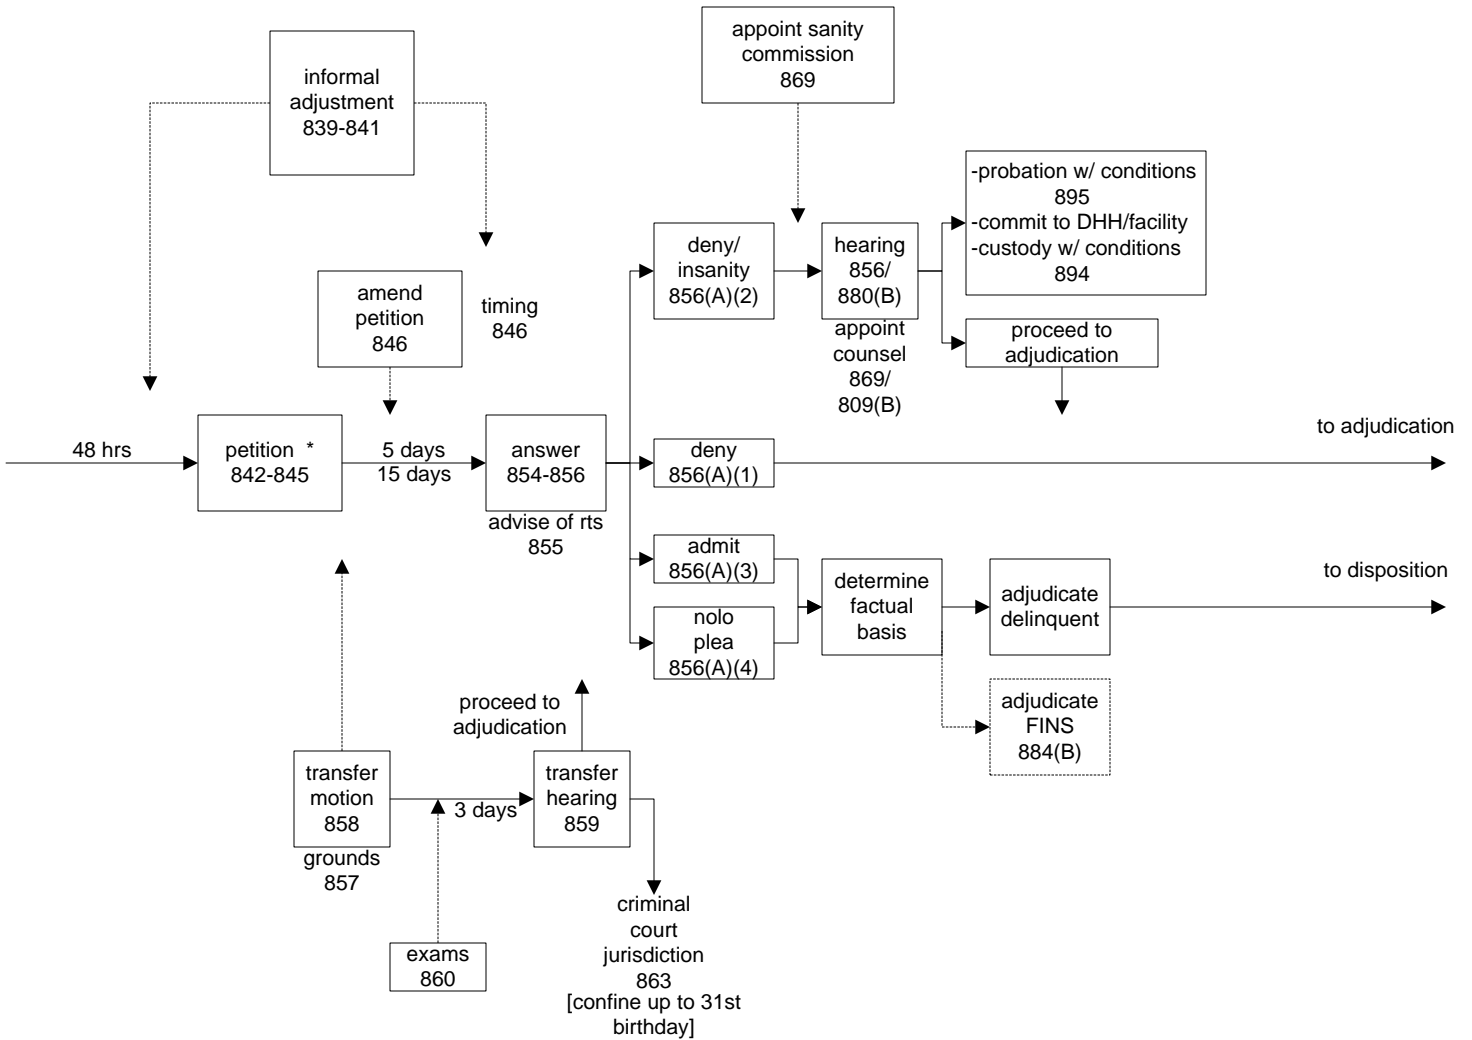 appoint sanity
commission
869
informal
adjustment
839-841
-probation w/ conditions
895
-commit to DHH/facility
-custody w/ conditions
894
deny/
insanity
856(A)(2)
hearing
856/
880(B)
appoint
counsel
869/
809(B)
proceed to
adjudication
amend
petition
846
timing
846
48 hrs
petition *
842-845
5 days
15 days
answer
854-856
advise of rts
855
deny
856(A)(1)
to adjudication
admit
856(A)(3)
nolo
plea
856(A)(4)
determine
factual
basis
adjudicate
delinquent
to disposition
adjudicate
FINS
884(B)
proceed to
adjudication
transfer
motion
858
grounds
857
3 days
transfer
hearing
859
exams
860
criminal
court
jurisdiction
863
[confine up to 31st
birthday]